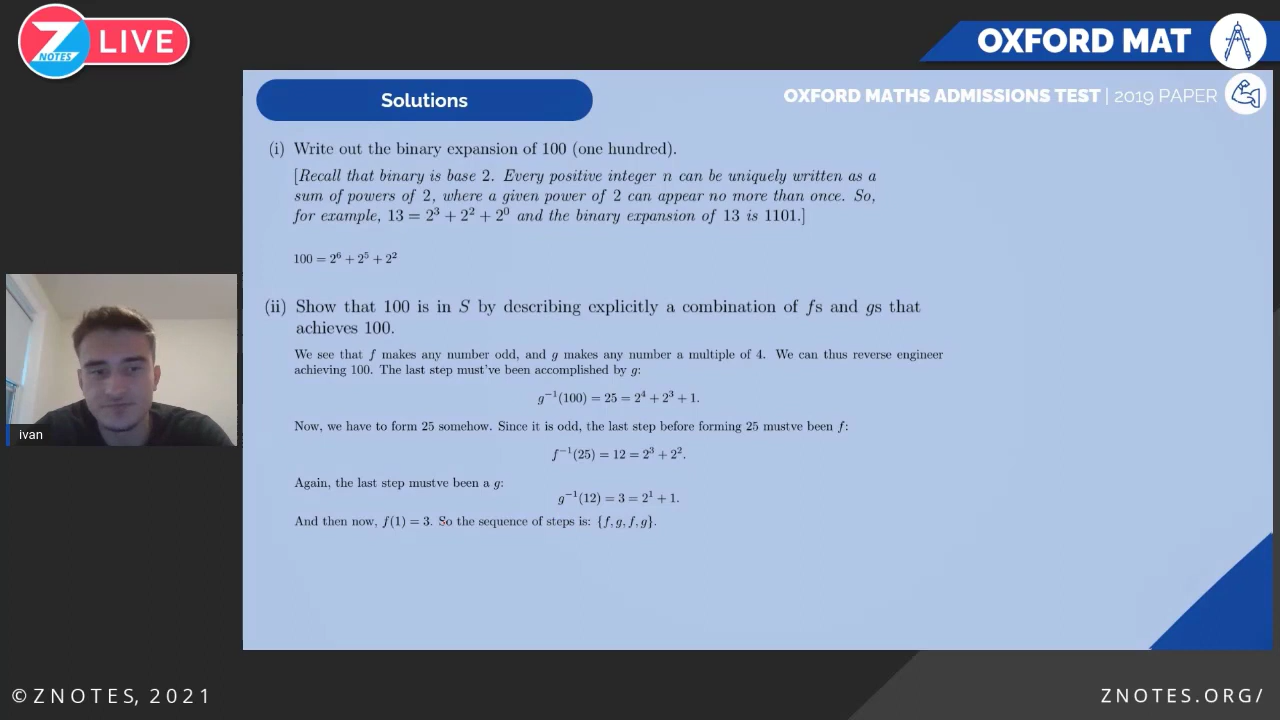 Z
NOTES
LIVE
OXFORD MAT
Solutions
OXFORD MATHS ADMISSIONS TEST | 2019 PAPER
(i) Write out the binary expansion of 100 (one hundred).
[Recall that binary is base 2. Every positive integer n can be uniquely written as a
sum of powers of 2, where a given power of 2 can appear no more than once. So,
for example, 13 = 2³ + 2² + 2⁰ and the binary expansion of 13 is 1101.]
100 = 2⁶ + 2⁵ + 2²
(ii) Show that 100 is in S by describing explicitly a combination of fs and gs that
achieves 100.
We see that f makes any number odd, and g makes any number a multiple of 4. We can thus reverse engineer
achieving 100. The last step must've been accomplished by g:
g⁻¹(100) = 25 = 2⁴ + 2³ + 1.
Now, we have to form 25 somehow. Since it is odd, the last step before forming 25 mustve been f:
f⁻¹(25) = 12 = 2³ + 2².
Again, the last step mustve been a g:
g⁻¹(12) = 3 = 2¹ + 1.
And then now, f(1) = 3. So the sequence of steps is: {f, g, f, g}.
ivan
© ZNOTES, 2021
ZNOTES.ORG/